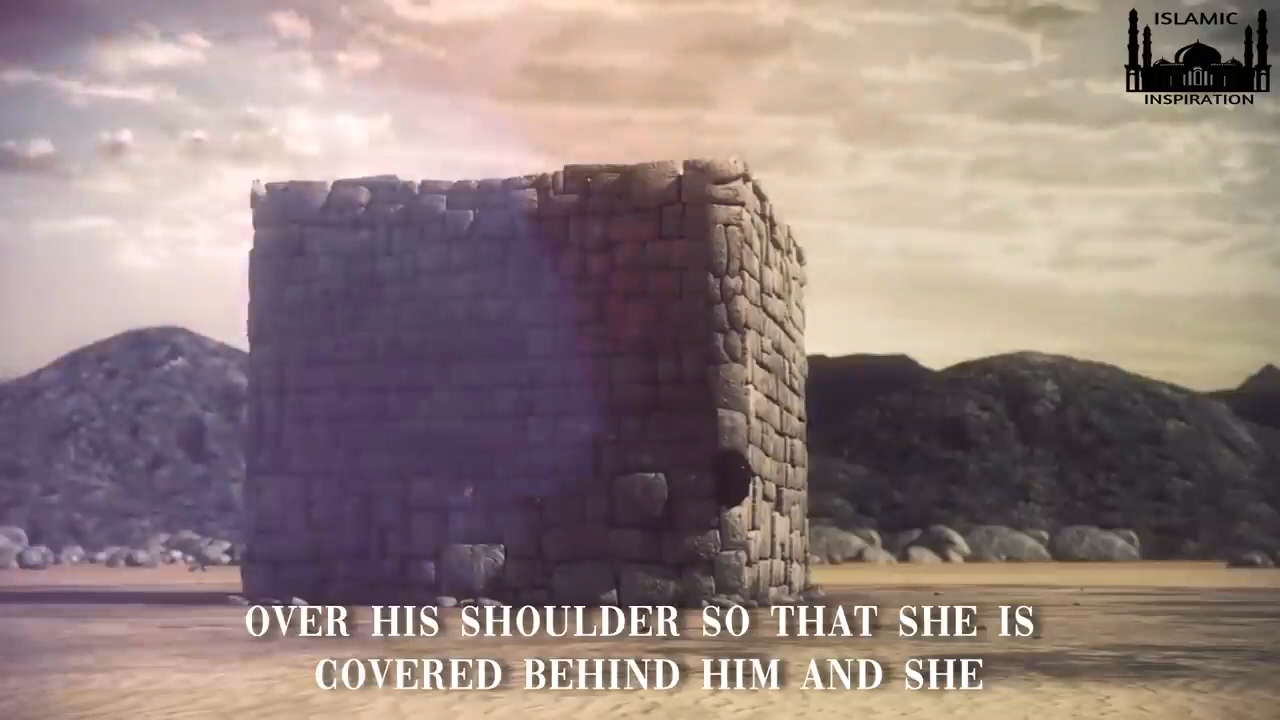 ISLAMIC
INSPIRATION
OVER HIS SHOULDER SO THAT SHE IS
COVERED BEHIND HIM AND SHE